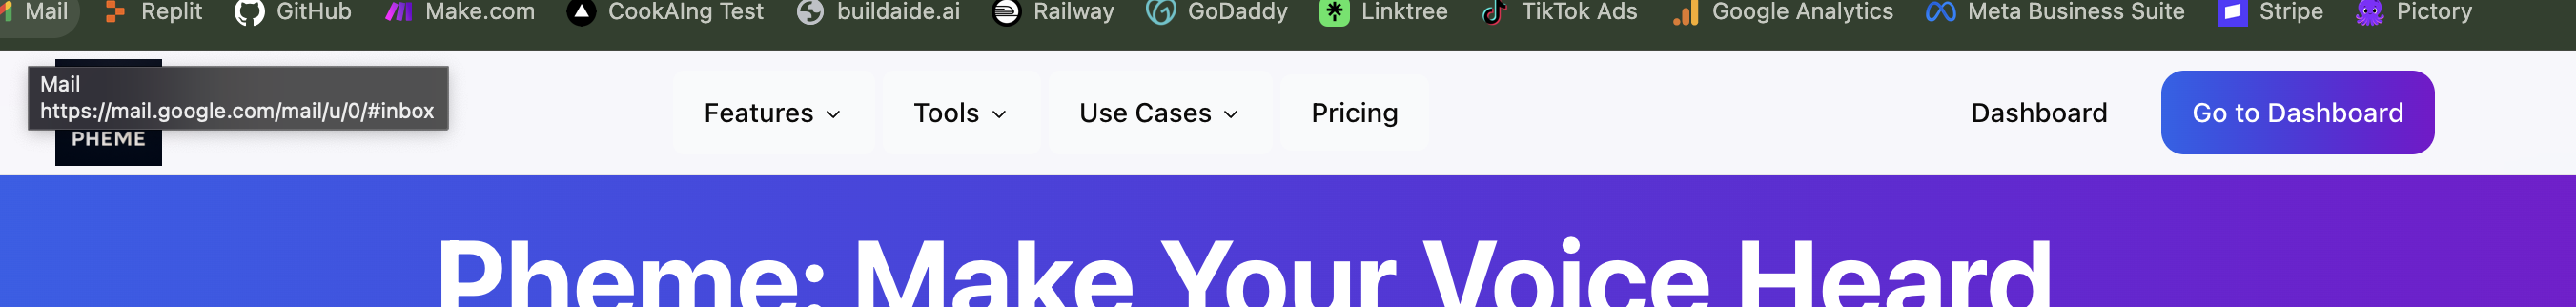 Mail Replit GitHub Make.com CookAIng Test buildaide.ai Railway GoDaddy Linktree TikTok Ads Google Analytics Meta Business Suite Stripe Pictory
Mail
https://mail.google.com/mail/u/0/#inbox
PHEME
Features Tools Use Cases Pricing Dashboard Go to Dashboard
Pheme: Make Your Voice Heard